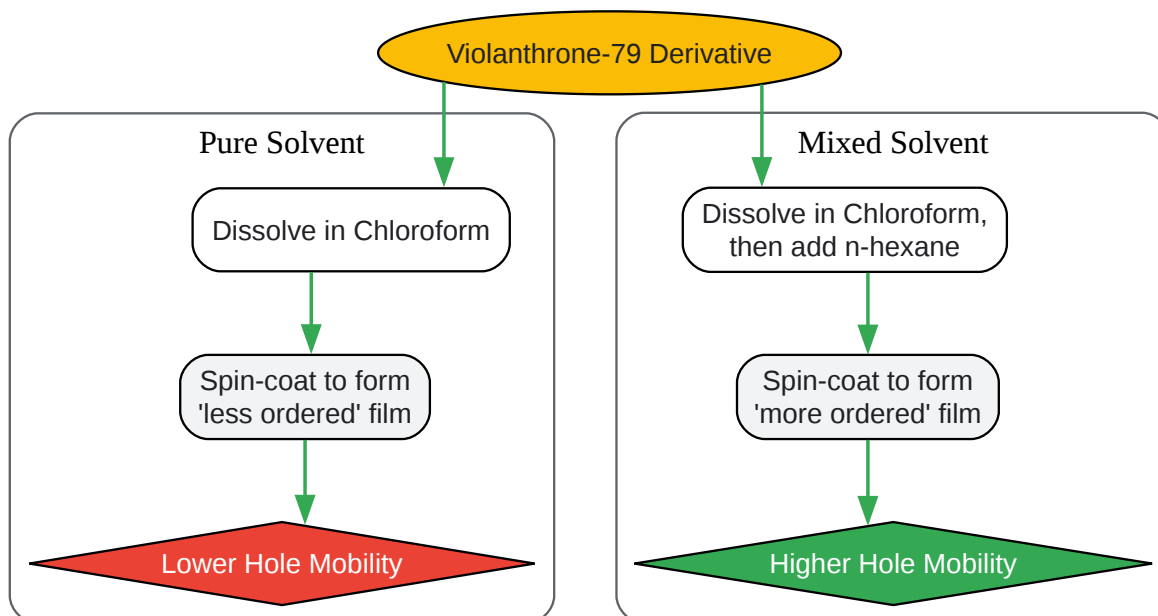 Violanthrone-79 Derivative
Pure Solvent
Dissolve in Chloroform
Spin-coat to form
'less ordered' film
Lower Hole Mobility
Mixed Solvent
Dissolve in Chloroform,
then add n-hexane
Spin-coat to form
'more ordered' film
Higher Hole Mobility